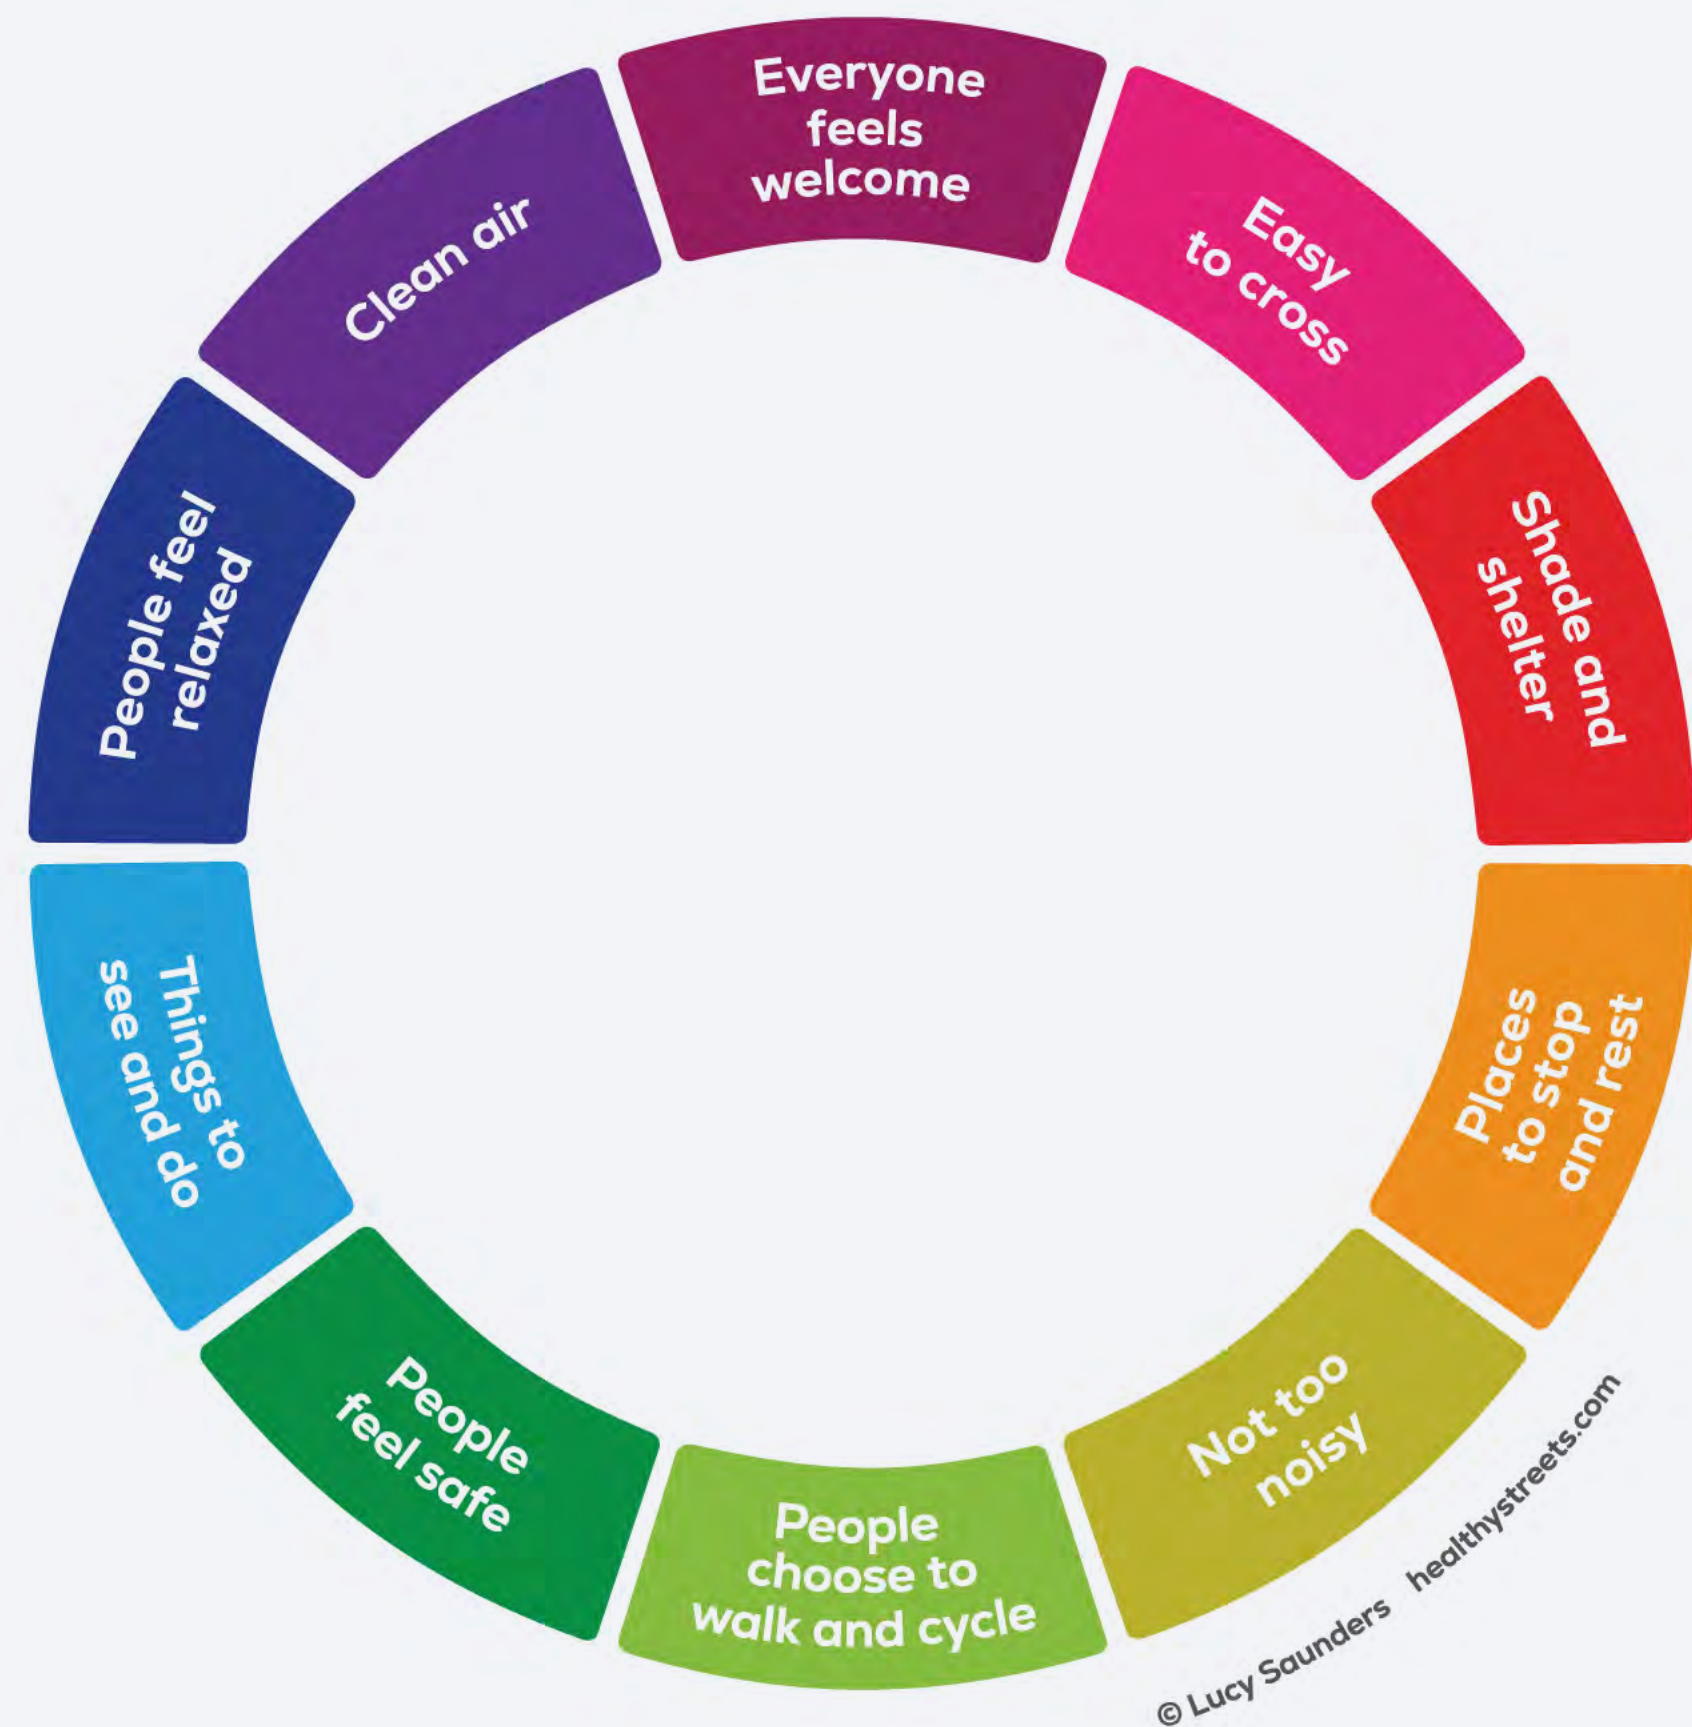 Everyone
feels
welcome
Easy
to cross
Shade and
shelter
Places
to stop
and rest
Not too
noisy
People
choose to
walk and cycle
People
feel safe
Things to
see and do
People feel
relaxed
Clean air
© Lucy Saunders healthystreets.com